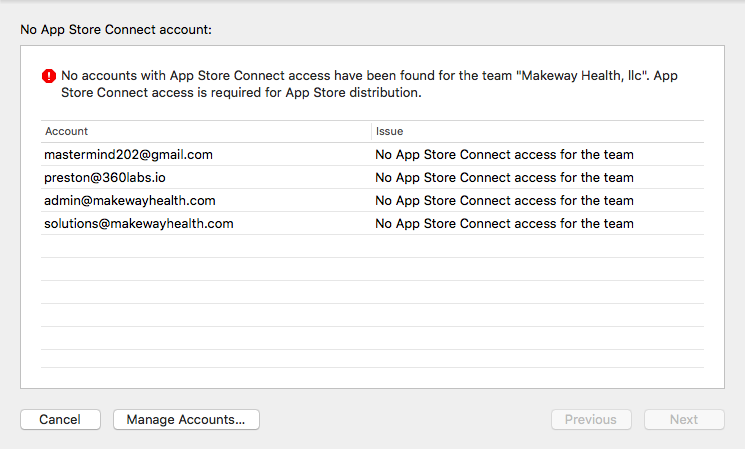 No App Store Connect account:
No accounts with App Store Connect access have been found for the team "Makeway Health, llc". App
Store Connect access is required for App Store distribution.
Account Issue
mastermind202@gmail.com No App Store Connect access for the team
preston@360labs.io No App Store Connect access for the team
admin@makewayhealth.com No App Store Connect access for the team
solutions@makewayhealth.com No App Store Connect access for the team
Cancel Manage Accounts... Previous Next